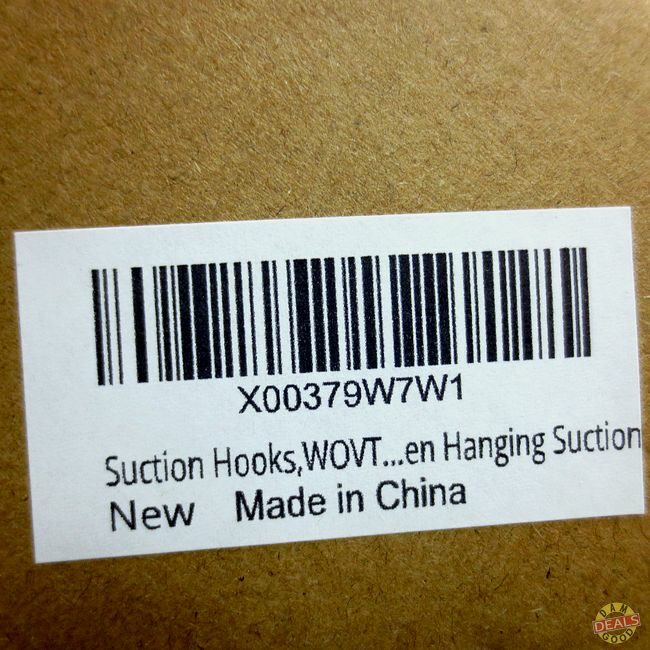 X00379W7W1
Suction Hooks,WOVT...en Hanging Suction
New Made in China
DAM
DEALS
GOOD